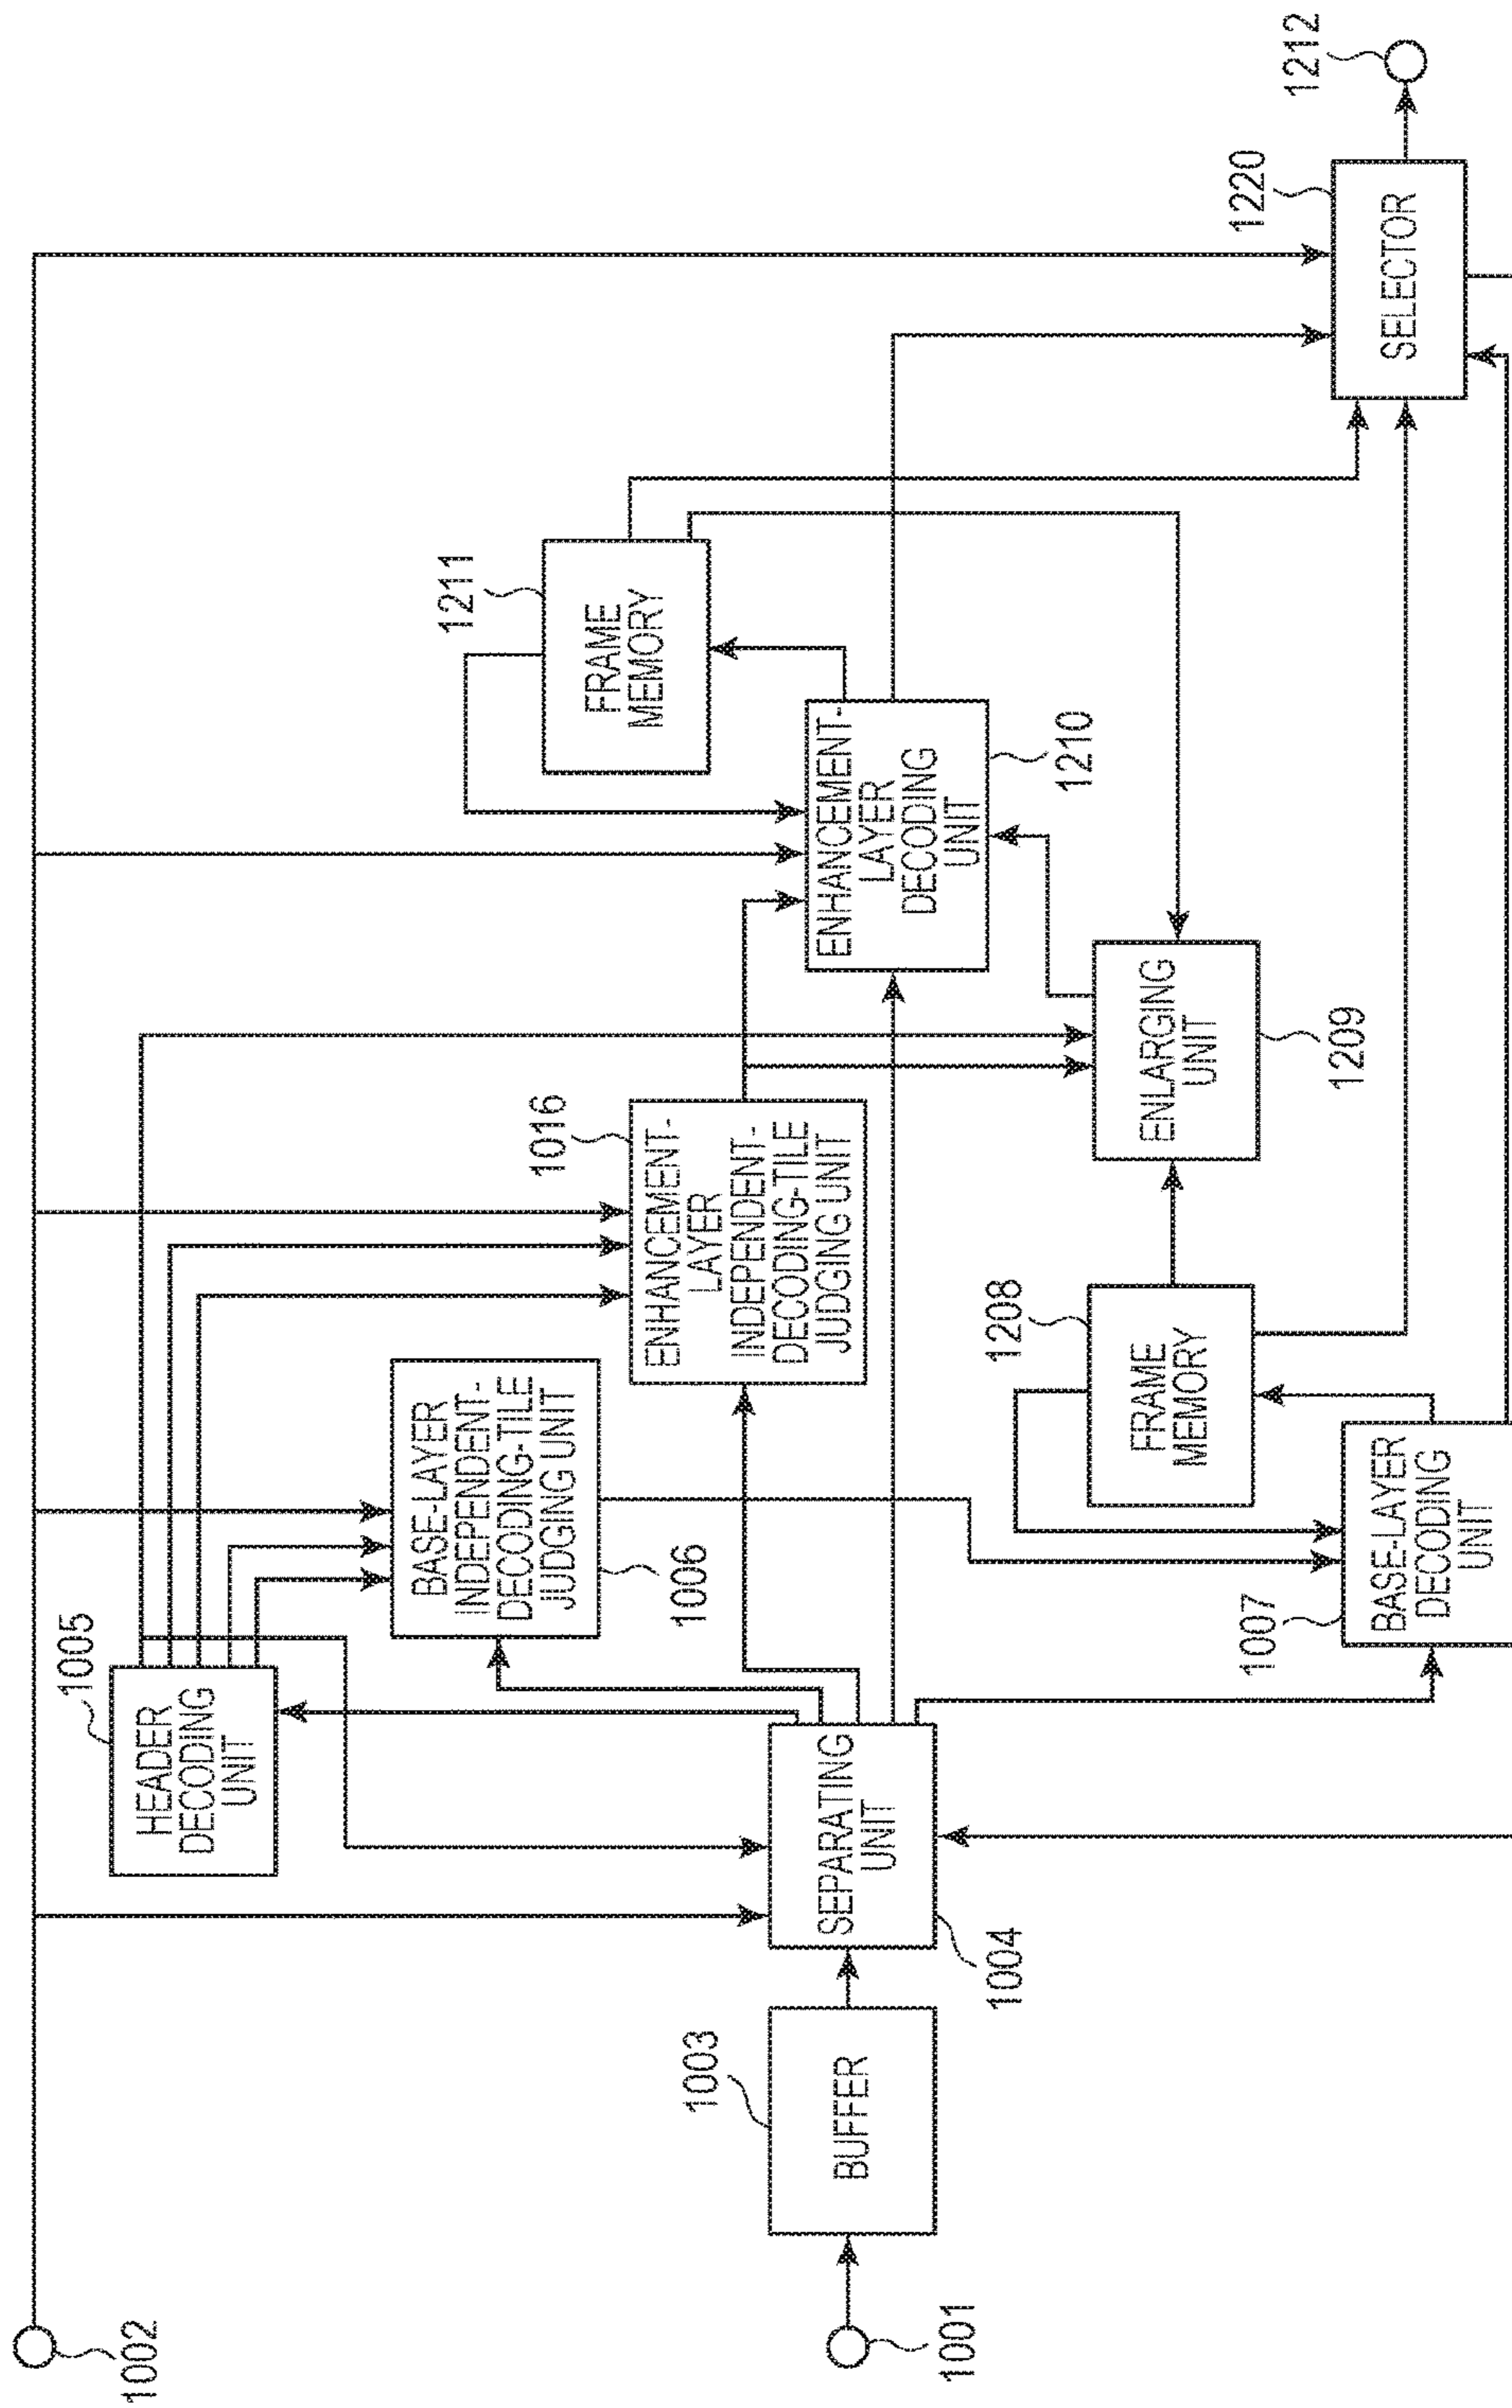 1002
1001
1003
BUFFER
1005
HEADER
DECODING
UNIT
SEPARATING
UNIT
1004
BASE-LAYER
INDEPENDENT-
DECODING-TILE
JUDGING UNIT
1006
1016
ENHANCEMENT-
LAYER
INDEPENDENT-
DECODING-TILE
JUDGING UNIT
1007
BASE-LAYER
DECODING
UNIT
1208
FRAME
MEMORY
ENLARGING
UNIT
1209
1211
FRAME
MEMORY
ENHANCEMENT-
LAYER
DECODING
UNIT
1210
1220
SELECTOR
1212